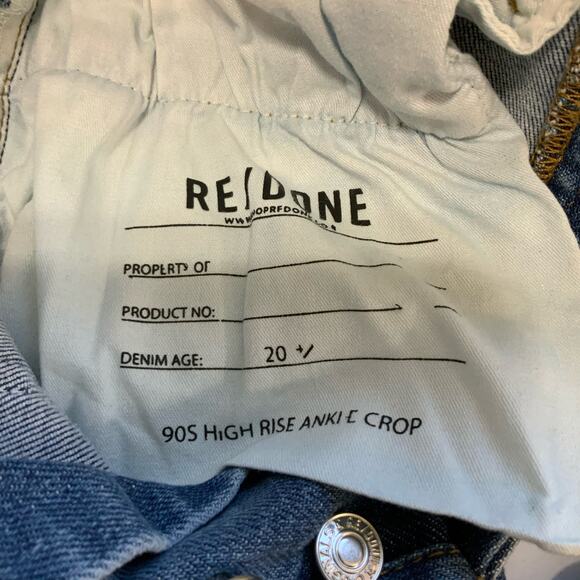 RE/DONE
PROPERTY OF
PRODUCT NO:
DENIM AGE: 20 +/
90S HIGH RISE ANKLE CROP